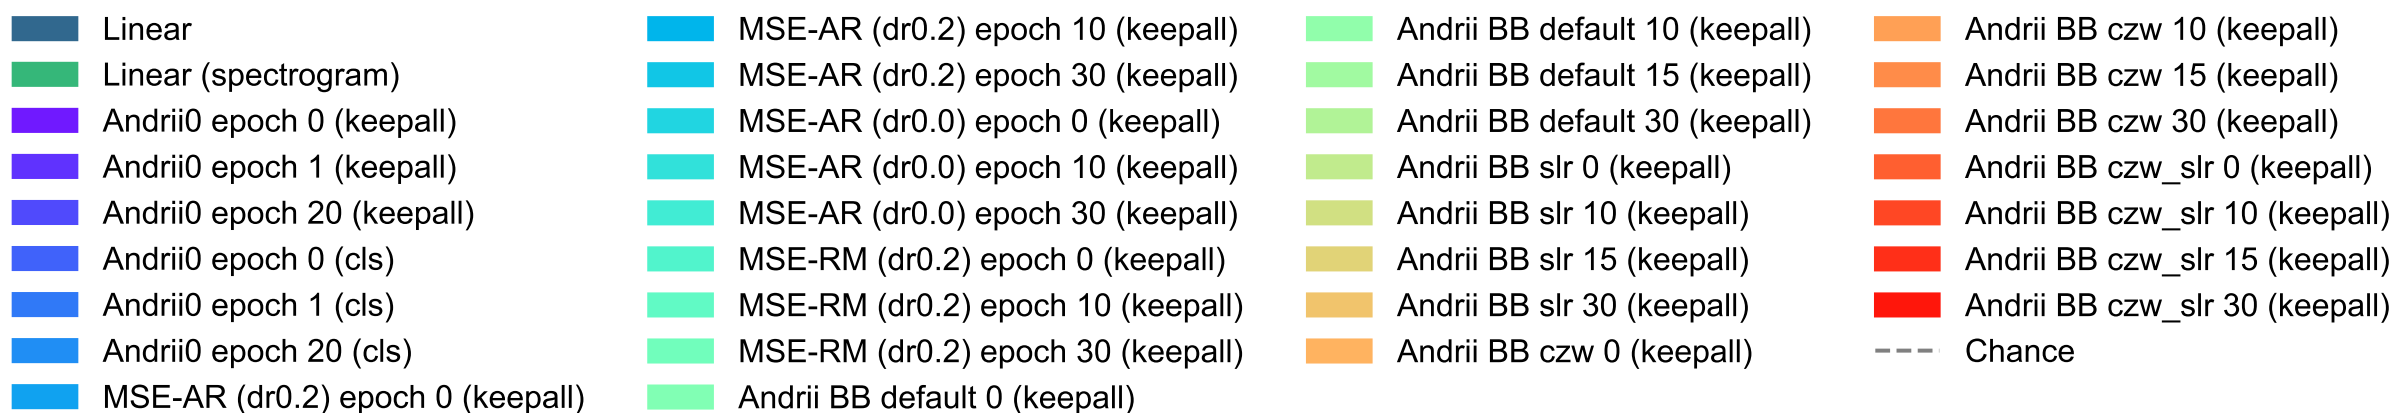 Linear
Linear (spectrogram)
Andrii0 epoch 0 (keepall)
Andrii0 epoch 1 (keepall)
Andrii0 epoch 20 (keepall)
Andrii0 epoch 0 (cls)
Andrii0 epoch 1 (cls)
Andrii0 epoch 20 (cls)
MSE-AR (dr0.2) epoch 0 (keepall)
MSE-AR (dr0.2) epoch 10 (keepall)
MSE-AR (dr0.2) epoch 30 (keepall)
MSE-AR (dr0.0) epoch 0 (keepall)
MSE-AR (dr0.0) epoch 10 (keepall)
MSE-AR (dr0.0) epoch 30 (keepall)
MSE-RM (dr0.2) epoch 0 (keepall)
MSE-RM (dr0.2) epoch 10 (keepall)
MSE-RM (dr0.2) epoch 30 (keepall)
Andrii BB default 0 (keepall)
Andrii BB default 10 (keepall)
Andrii BB default 15 (keepall)
Andrii BB default 30 (keepall)
Andrii BB slr 0 (keepall)
Andrii BB slr 10 (keepall)
Andrii BB slr 15 (keepall)
Andrii BB slr 30 (keepall)
Andrii BB czw 0 (keepall)
Andrii BB czw 10 (keepall)
Andrii BB czw 15 (keepall)
Andrii BB czw 30 (keepall)
Andrii BB czw_slr 0 (keepall)
Andrii BB czw_slr 10 (keepall)
Andrii BB czw_slr 15 (keepall)
Andrii BB czw_slr 30 (keepall)
Chance